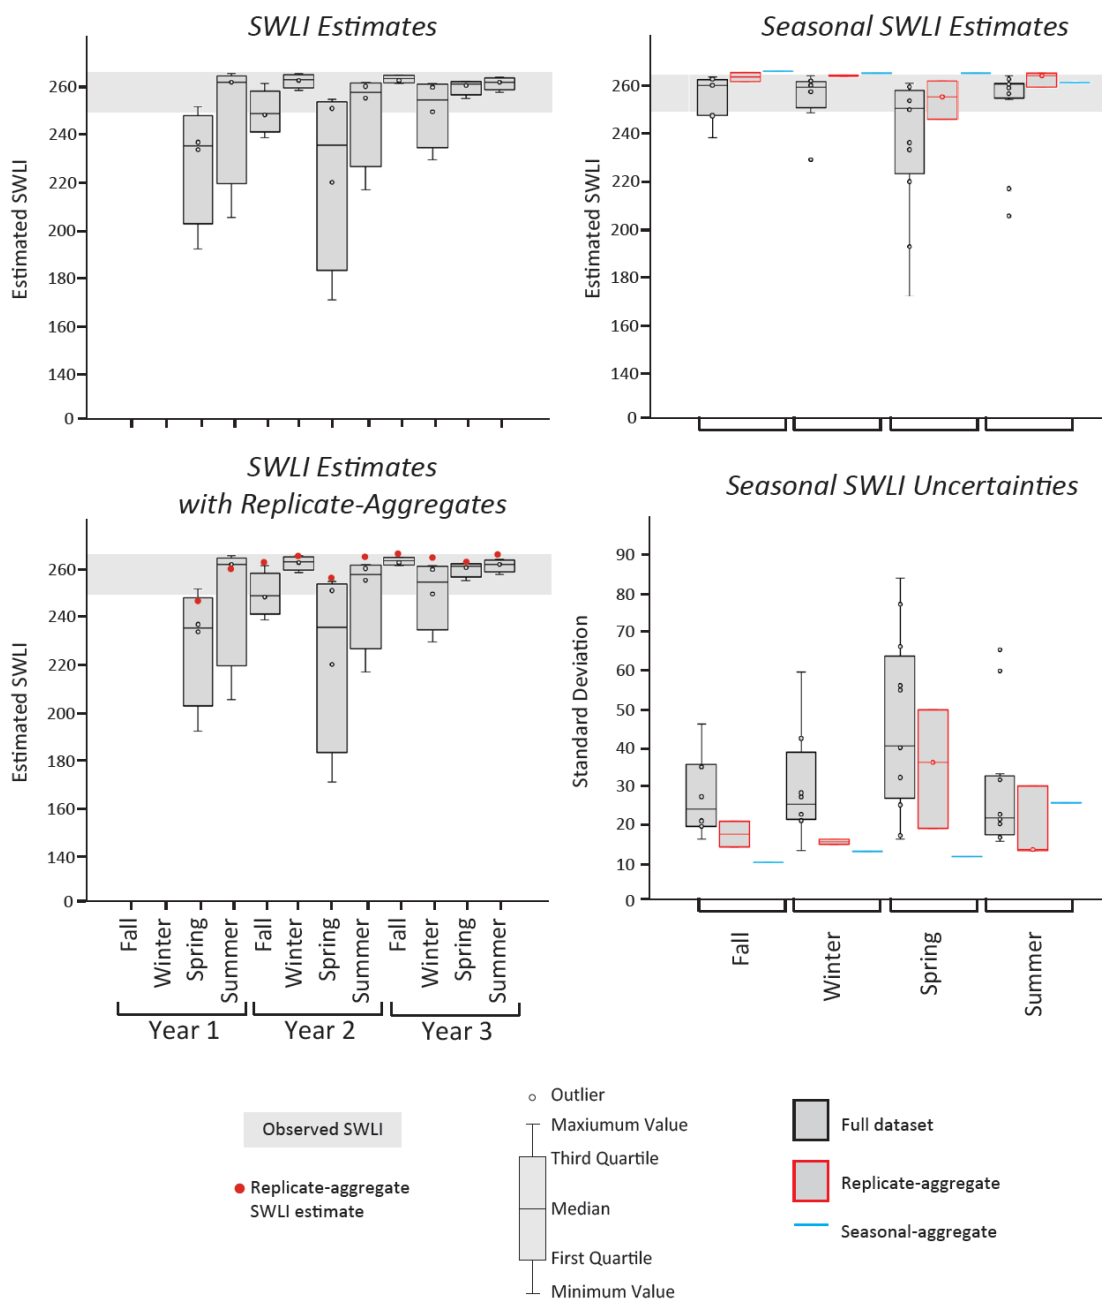 SWLI Estimates
Estimated SWLI
260
240
220
200
180
160
140
0
Seasonal SWLI Estimates
Estimated SWLI
260
240
220
200
180
160
140
0
SWLI Estimates
with Replicate-Aggregates
Estimated SWLI
260
240
220
200
180
160
140
0
Fall
Winter
Spring
Summer
Fall
Winter
Spring
Summer
Fall
Winter
Spring
Summer
Year 1
Year 2
Year 3
Seasonal SWLI Uncertainties
Standard Deviation
90
80
70
60
50
40
30
20
10
0
Fall
Winter
Spring
Summer
Observed SWLI
Replicate-aggregate
SWLI estimate
Outlier
Maxiumum Value
Third Quartile
Median
First Quartile
Minimum Value
Full dataset
Replicate-aggregate
Seasonal-aggregate